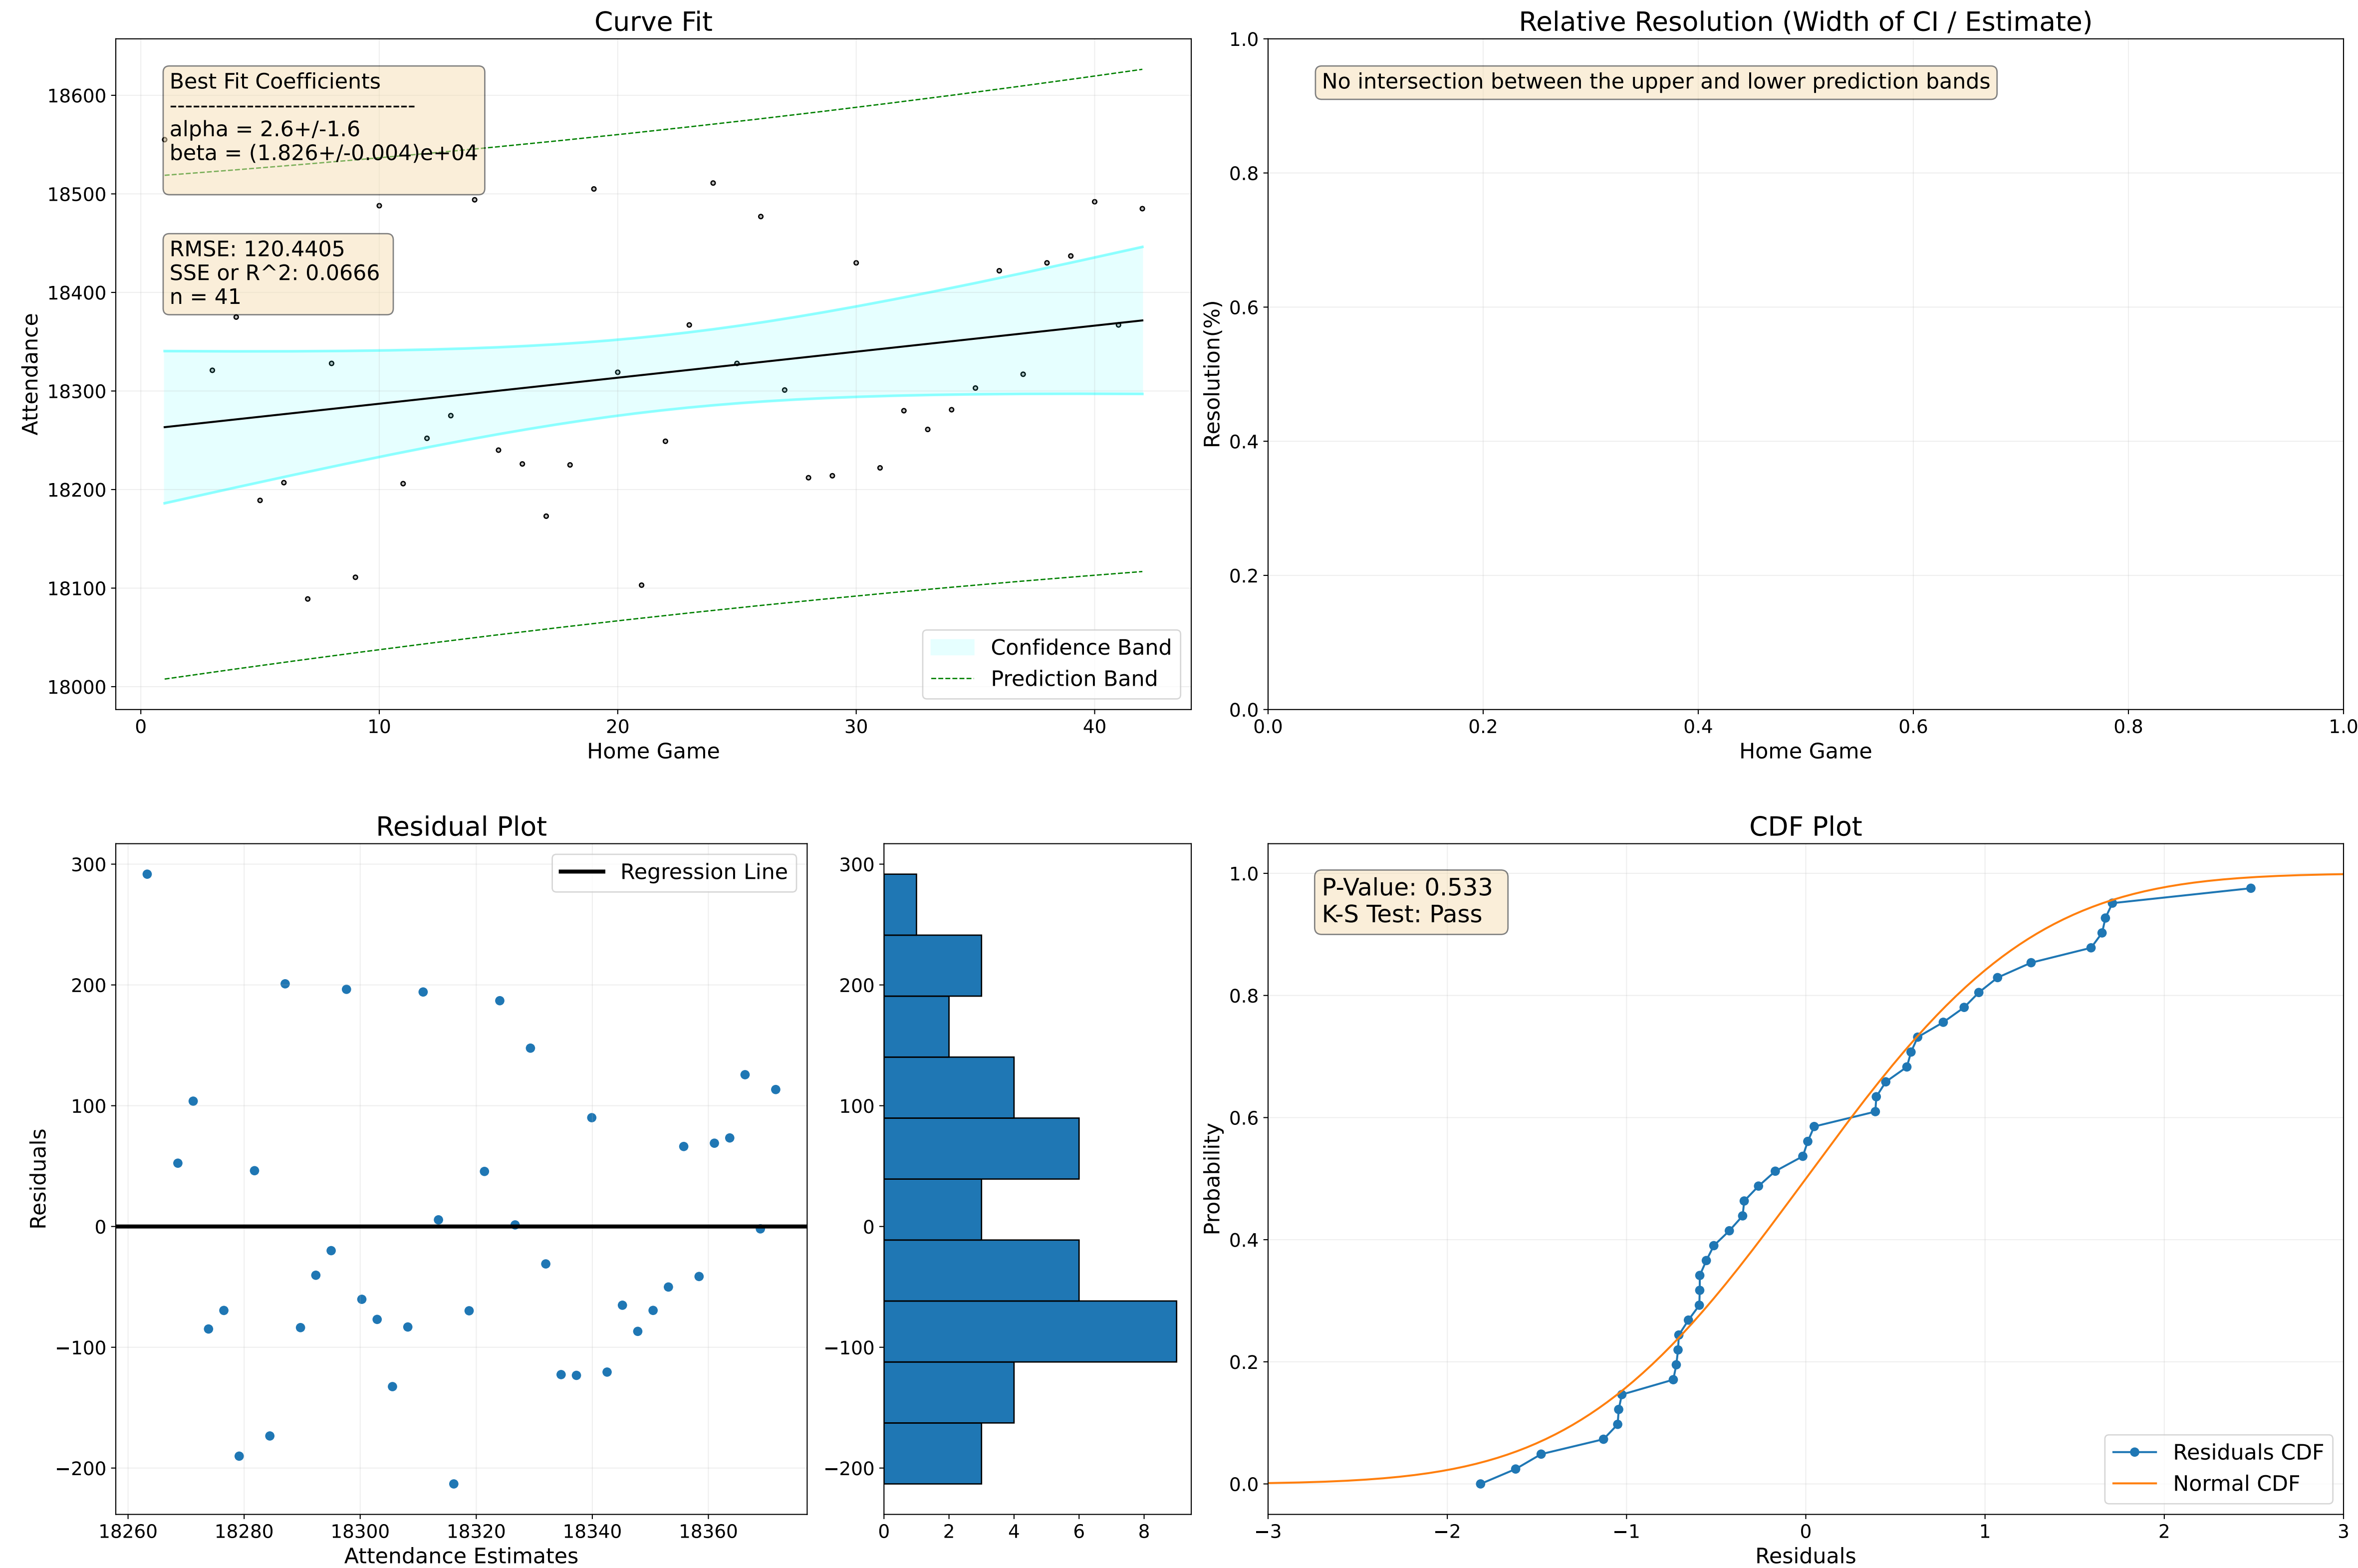 Curve Fit
Best Fit Coefficients
--------------------------------
alpha = 2.6+/-1.6
beta = (1.826+/-0.004)e+04
RMSE: 120.4405
SSE or R^2: 0.0666
n = 41
Attendance
18600
18500
18400
18300
18200
18100
18000
Confidence Band
Prediction Band
0 10 20 30 40
Home Game
Relative Resolution (Width of CI / Estimate)
No intersection between the upper and lower prediction bands
Resolution(%)
1.0
0.8
0.6
0.4
0.2
0.0
0.0 0.2 0.4 0.6 0.8 1.0
Home Game
Residual Plot
Regression Line
Residuals
300
200
100
0
−100
−200
18260 18280 18300 18320 18340 18360
Attendance Estimates
300
200
100
0
−100
−200
0 2 4 6 8
CDF Plot
P-Value: 0.533
K-S Test: Pass
Probability
1.0
0.8
0.6
0.4
0.2
0.0
Residuals CDF
Normal CDF
−3 −2 −1 0 1 2 3
Residuals